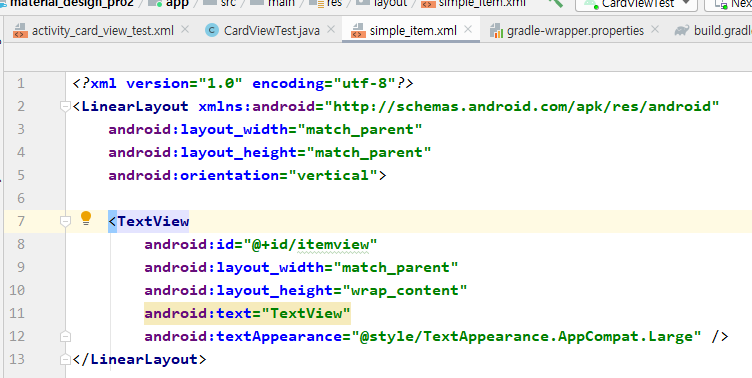 material_design_pro2 app src main res layout simple_item.xml CardViewTest Nex
activity_card_view_test.xml CardViewTest.java simple_item.xml gradle-wrapper.properties build.gradl
1 <?xml version="1.0" encoding="utf-8"?>
2 <LinearLayout xmlns:android="http://schemas.android.com/apk/res/android"
3 android:layout_width="match_parent"
4 android:layout_height="match_parent"
5 android:orientation="vertical">
6
7 <TextView
8 android:id="@+id/itemview"
9 android:layout_width="match_parent"
10 android:layout_height="wrap_content"
11 android:text="TextView"
12 android:textAppearance="@style/TextAppearance.AppCompat.Large" />
13 </LinearLayout>